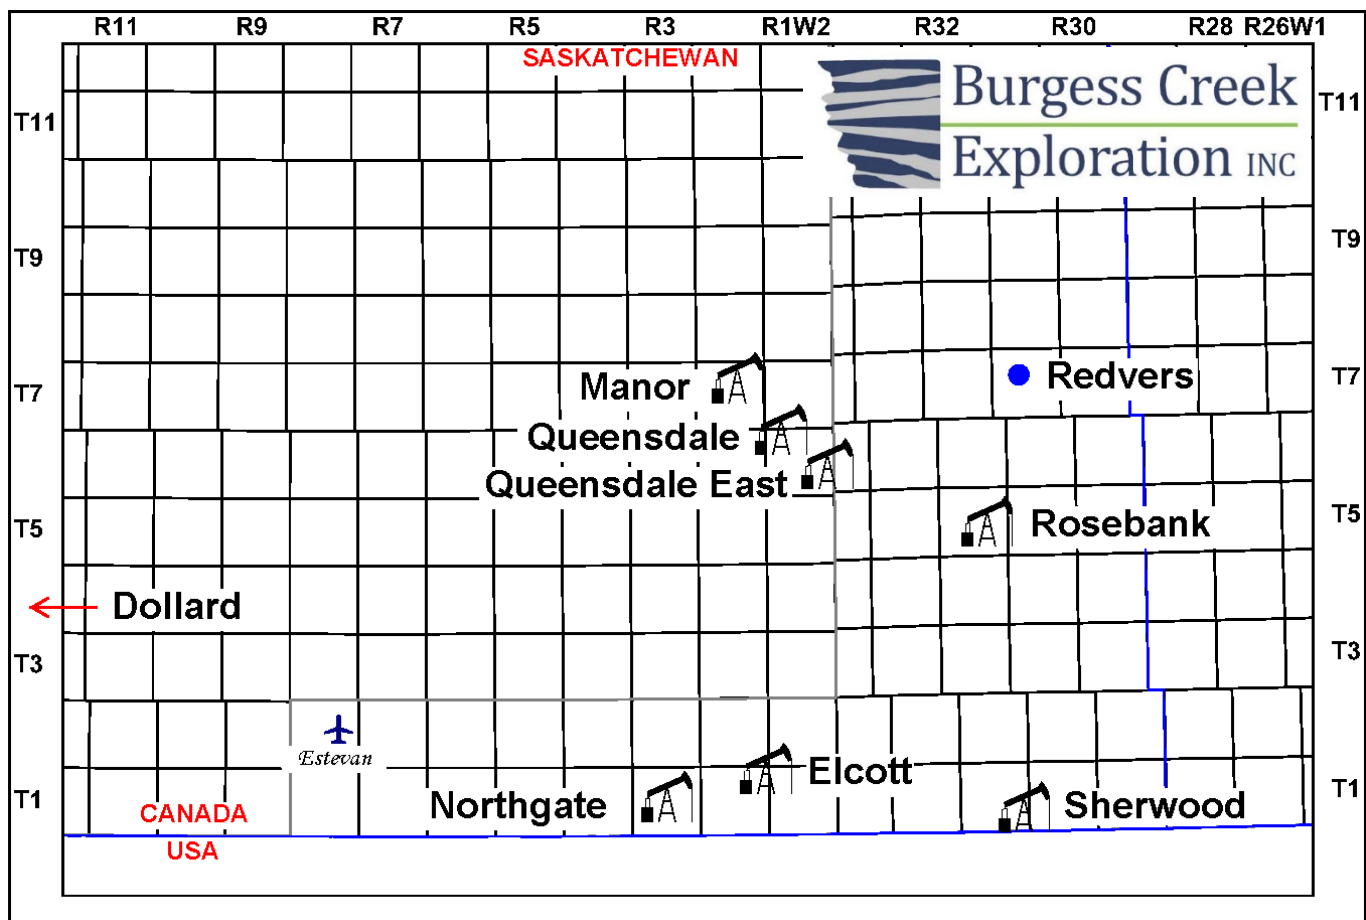 R11 R9 R7 R5 R3 R1W2 R32 R30 R28 R26W1
SASKATCHEWAN
Burgess Creek
Exploration INC
T11 T11
T9 T9
Manor
Redvers
T7 T7
Queensdale
Queensdale East
T5 T5
Rosebank
Dollard
T3 T3
Estevan
Elcott
T1 T1
Northgate
Sherwood
CANADA
USA